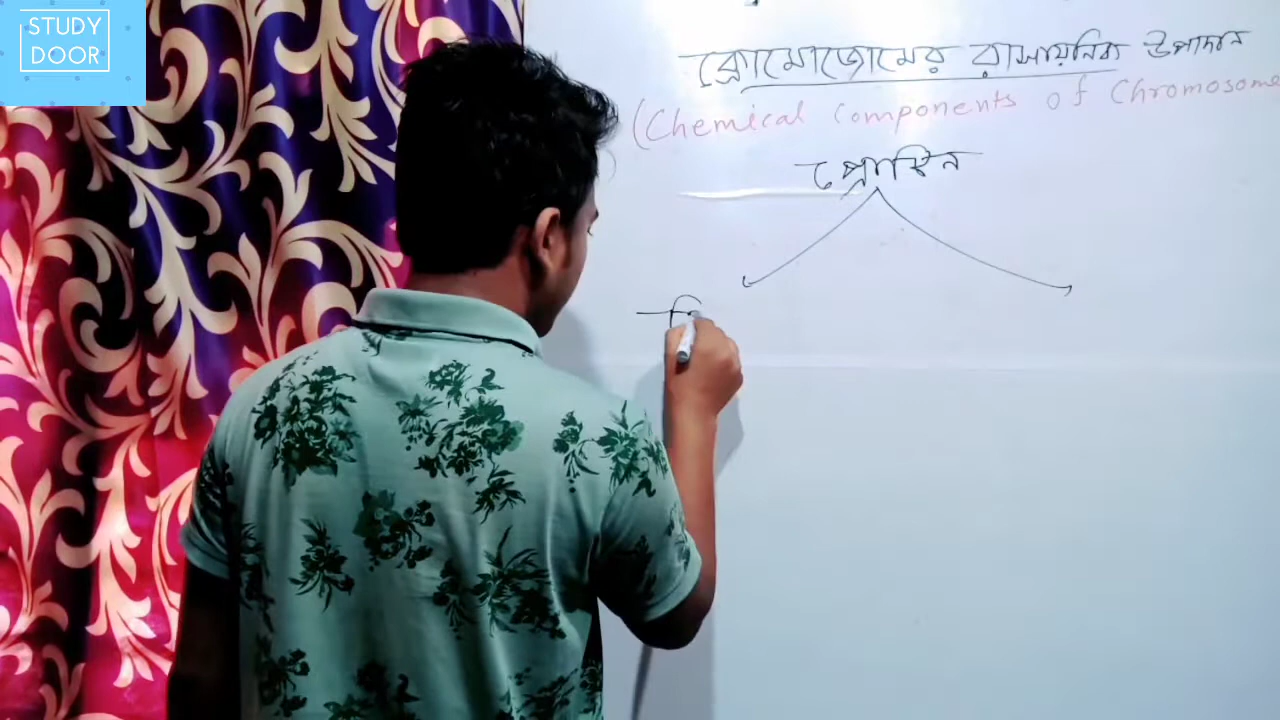 STUDY
DOOR
ক্রোমোজোমের রাসায়নিক উপাদান
(Chemical Components of Chromosome
প্রোটিন